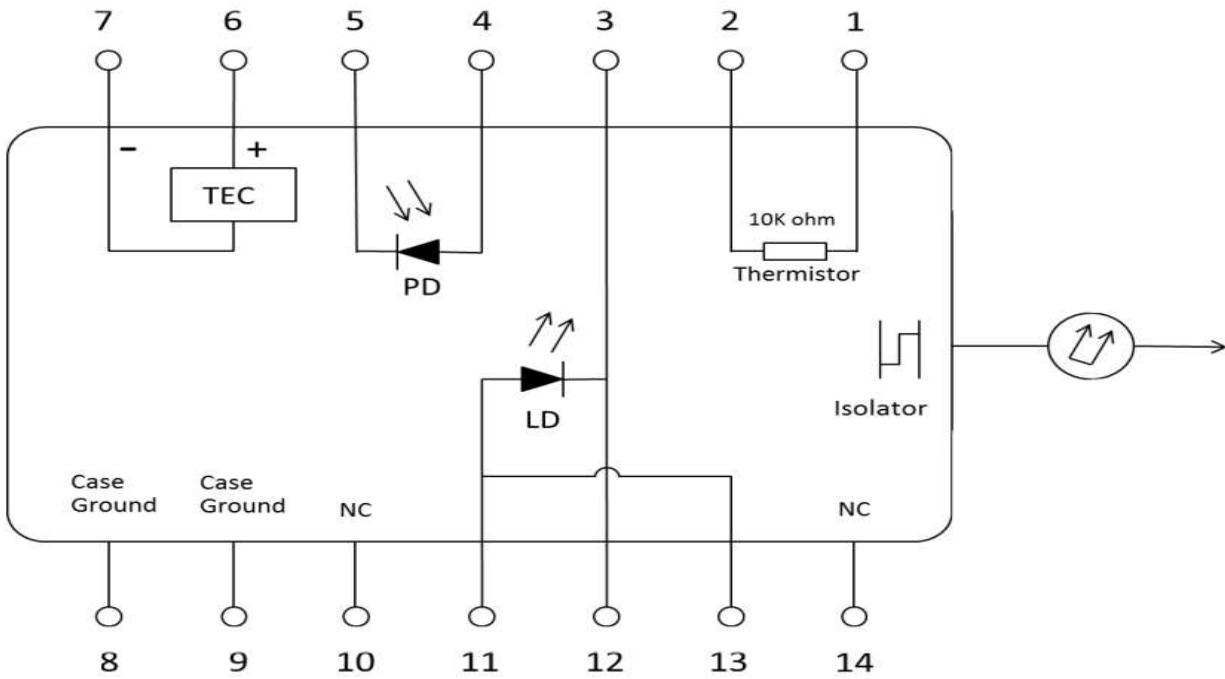 7 6 5 4 3 2 1
- +
TEC
10K ohm
Thermistor
PD
LD
Isolator
Case Ground
Case Ground
NC
NC
8 9 10 11 12 13 14